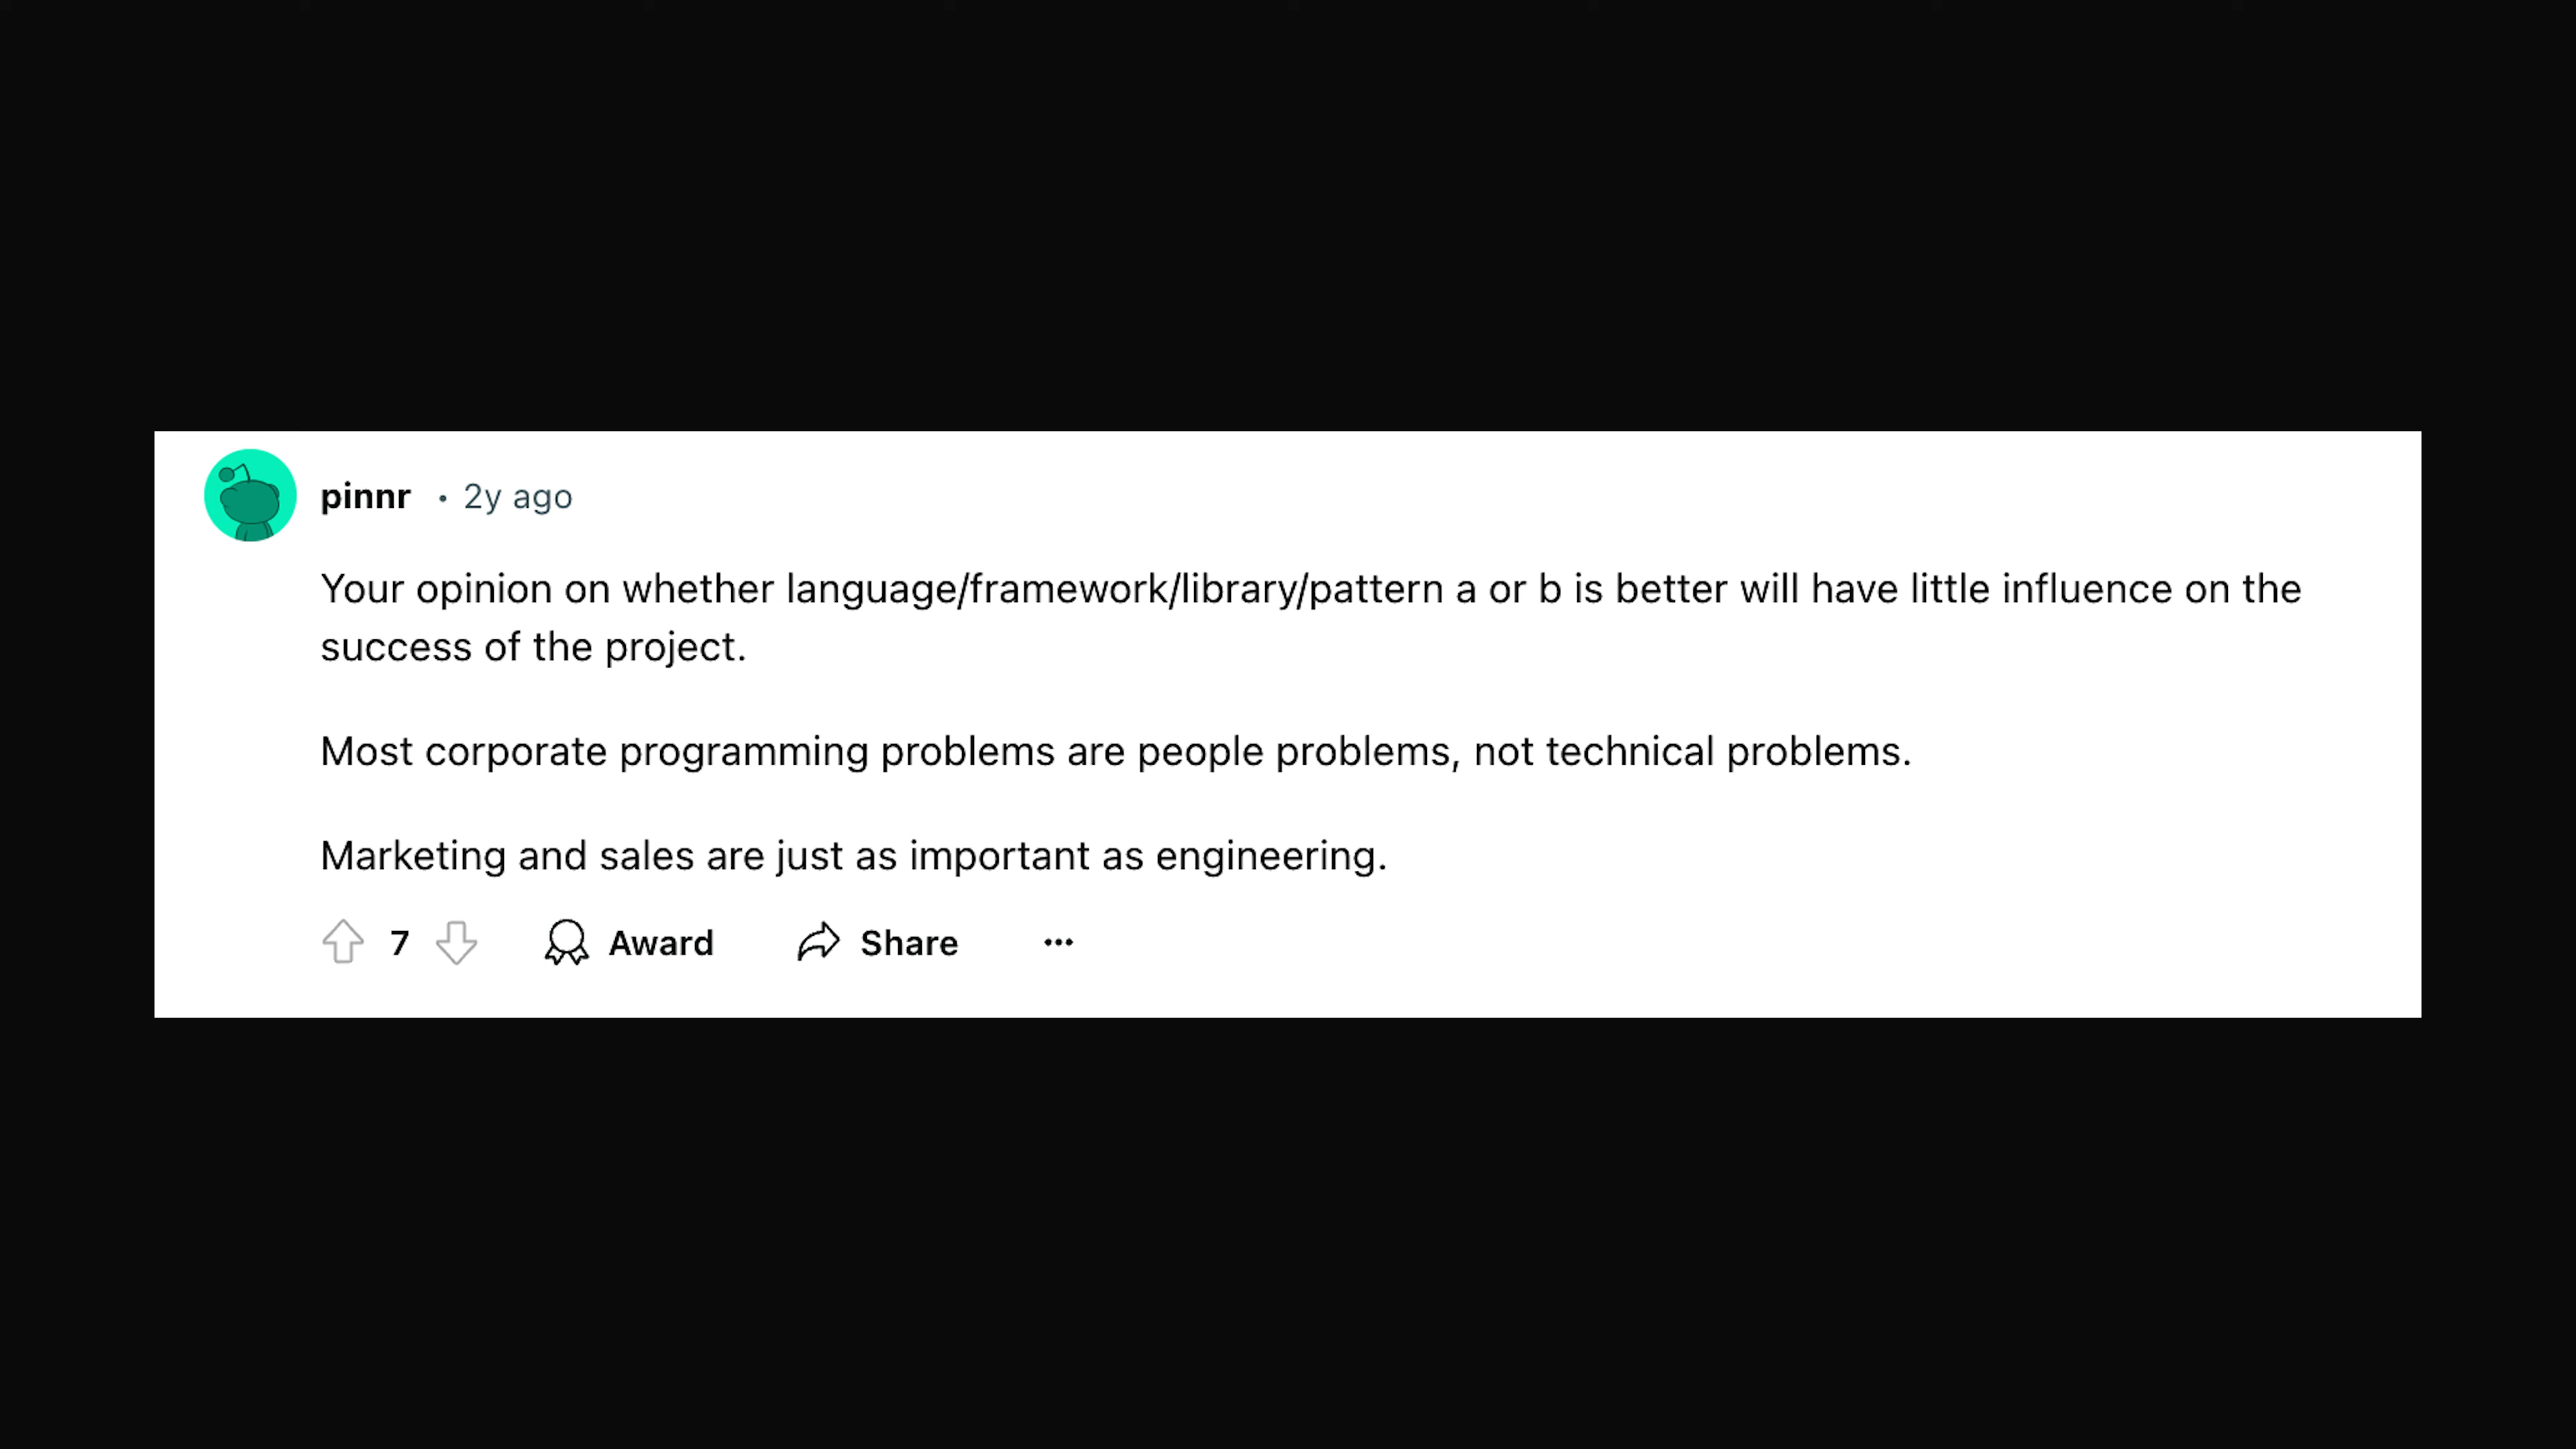 pinnr • 2y ago
Your opinion on whether language/framework/library/pattern a or b is better will have little influence on the
success of the project.
Most corporate programming problems are people problems, not technical problems.
Marketing and sales are just as important as engineering.
7 Award Share ...